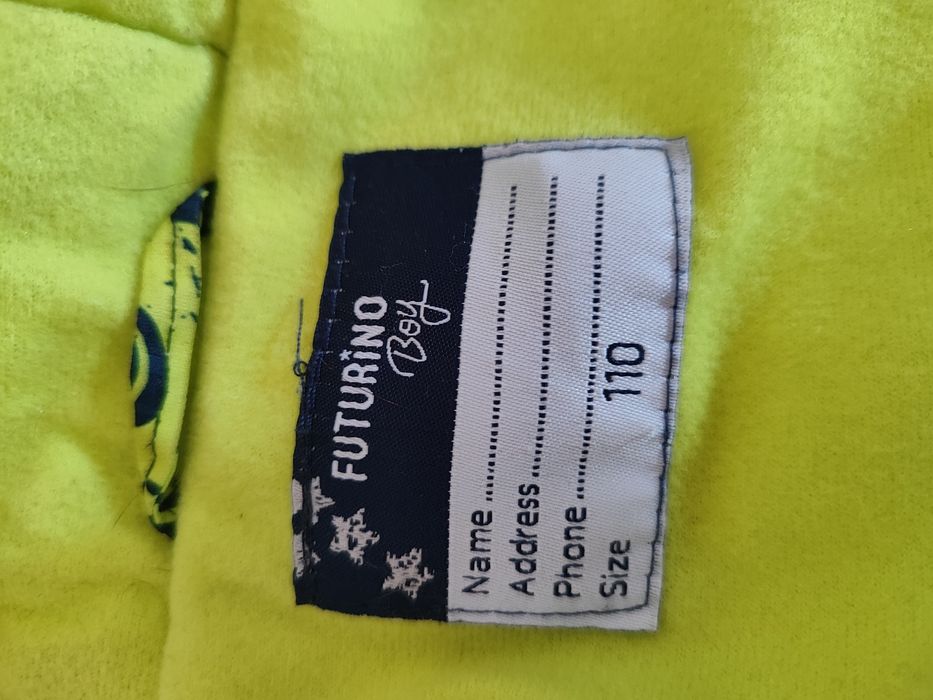 FUTURINO
Boy
Name
Address
Phone
Size 110